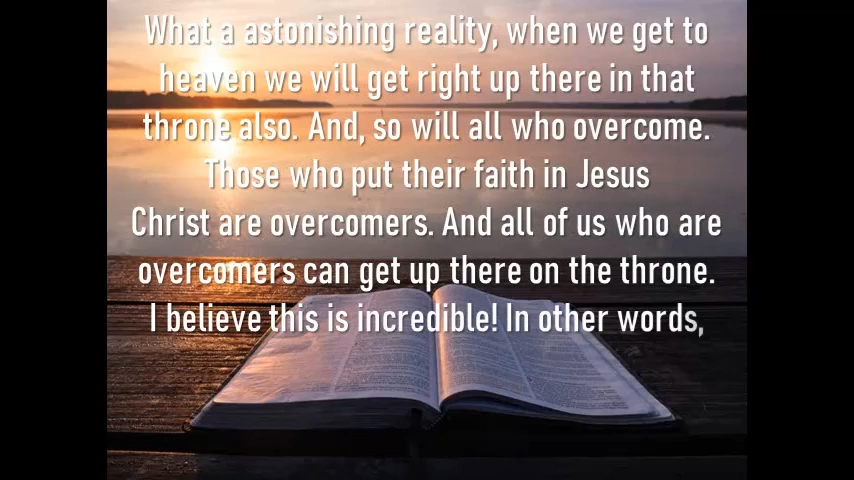 What a astonishing reality, when we get to
heaven we will get right up there in that
throne also. And, so will all who overcome.
Those who put their faith in Jesus
Christ are overcomers. And all of us who are
overcomers can get up there on the throne.
I believe this is incredible! In other words,